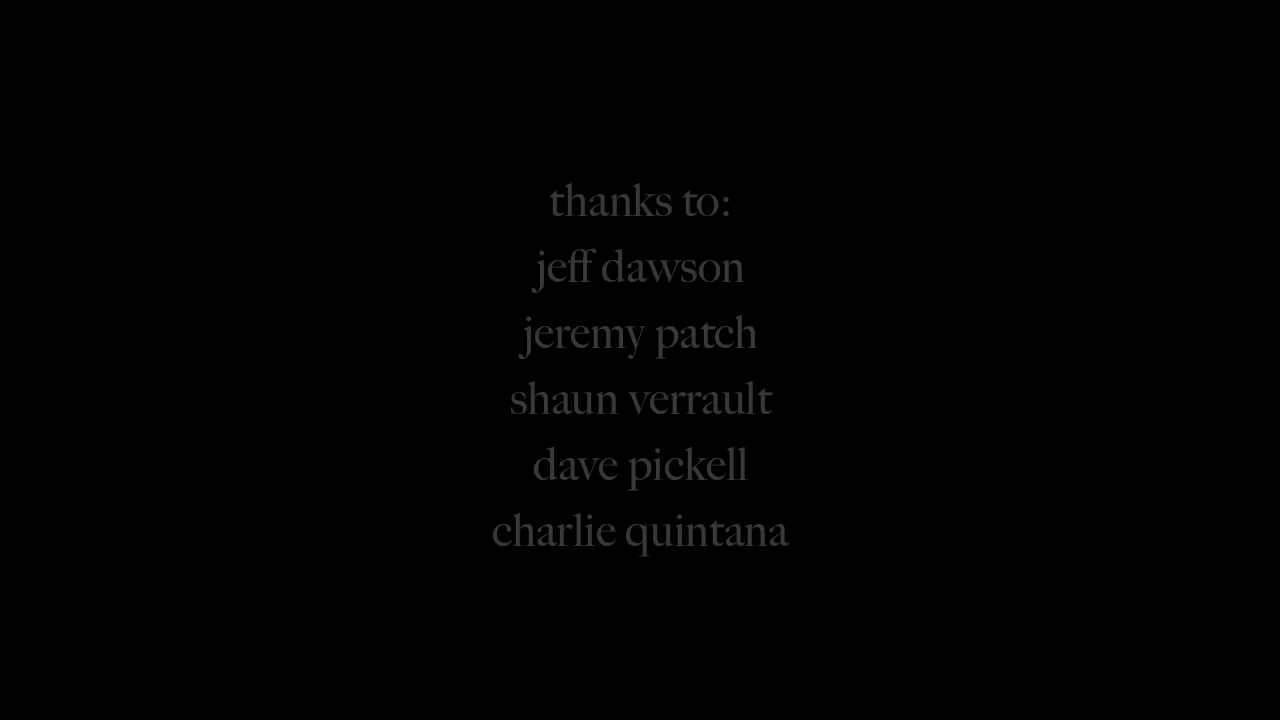 thanks to:
jeff dawson
jeremy patch
shaun verrault
dave pickell
charlie quintana